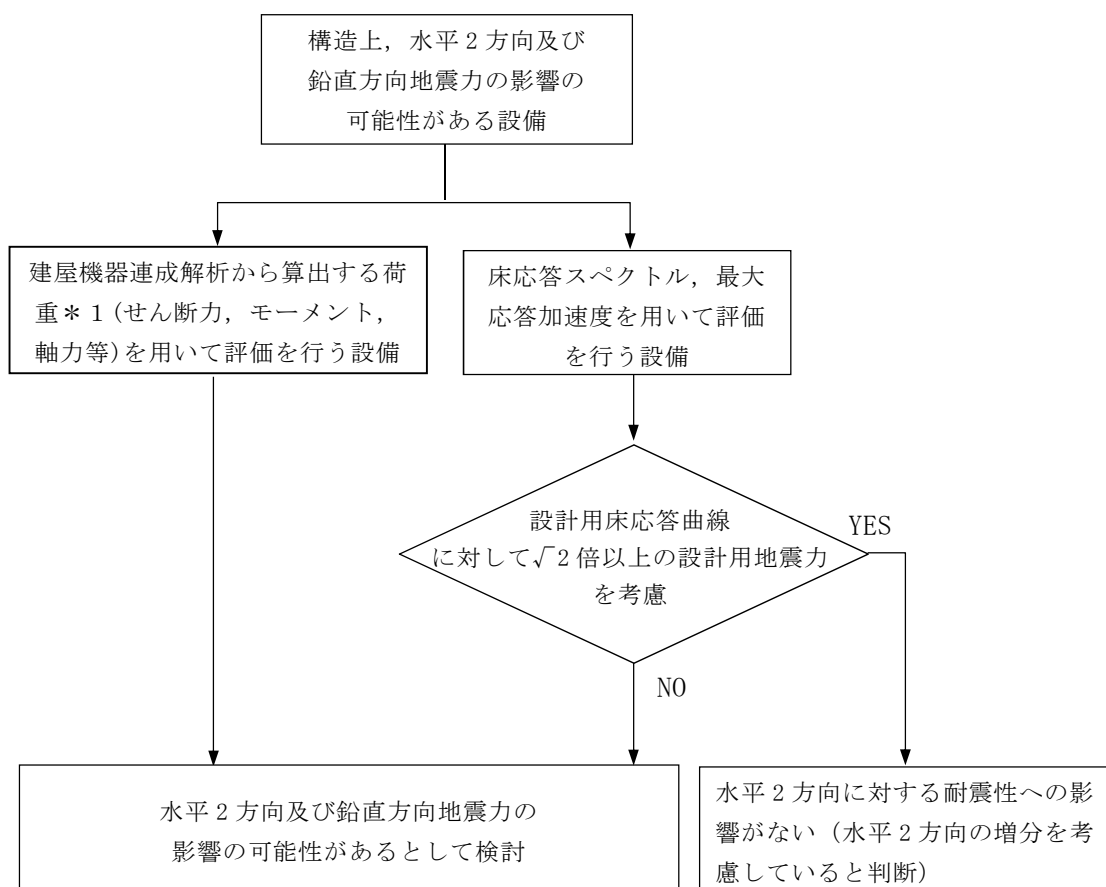 構造上，水平２方向及び
鉛直方向地震力の影響の
可能性がある設備
建屋機器連成解析から算出する荷
重＊１(せん断力，モーメント，
軸力等)を用いて評価を行う設備
床応答スペクトル，最大
応答加速度を用いて評価
を行う設備
設計用床応答曲線
に対して√２倍以上の設計用地震力
を考慮
YES
NO
水平２方向及び鉛直方向地震力の
影響の可能性があるとして検討
水平２方向に対する耐震性への影
響がない（水平２方向の増分を考
慮していると判断）